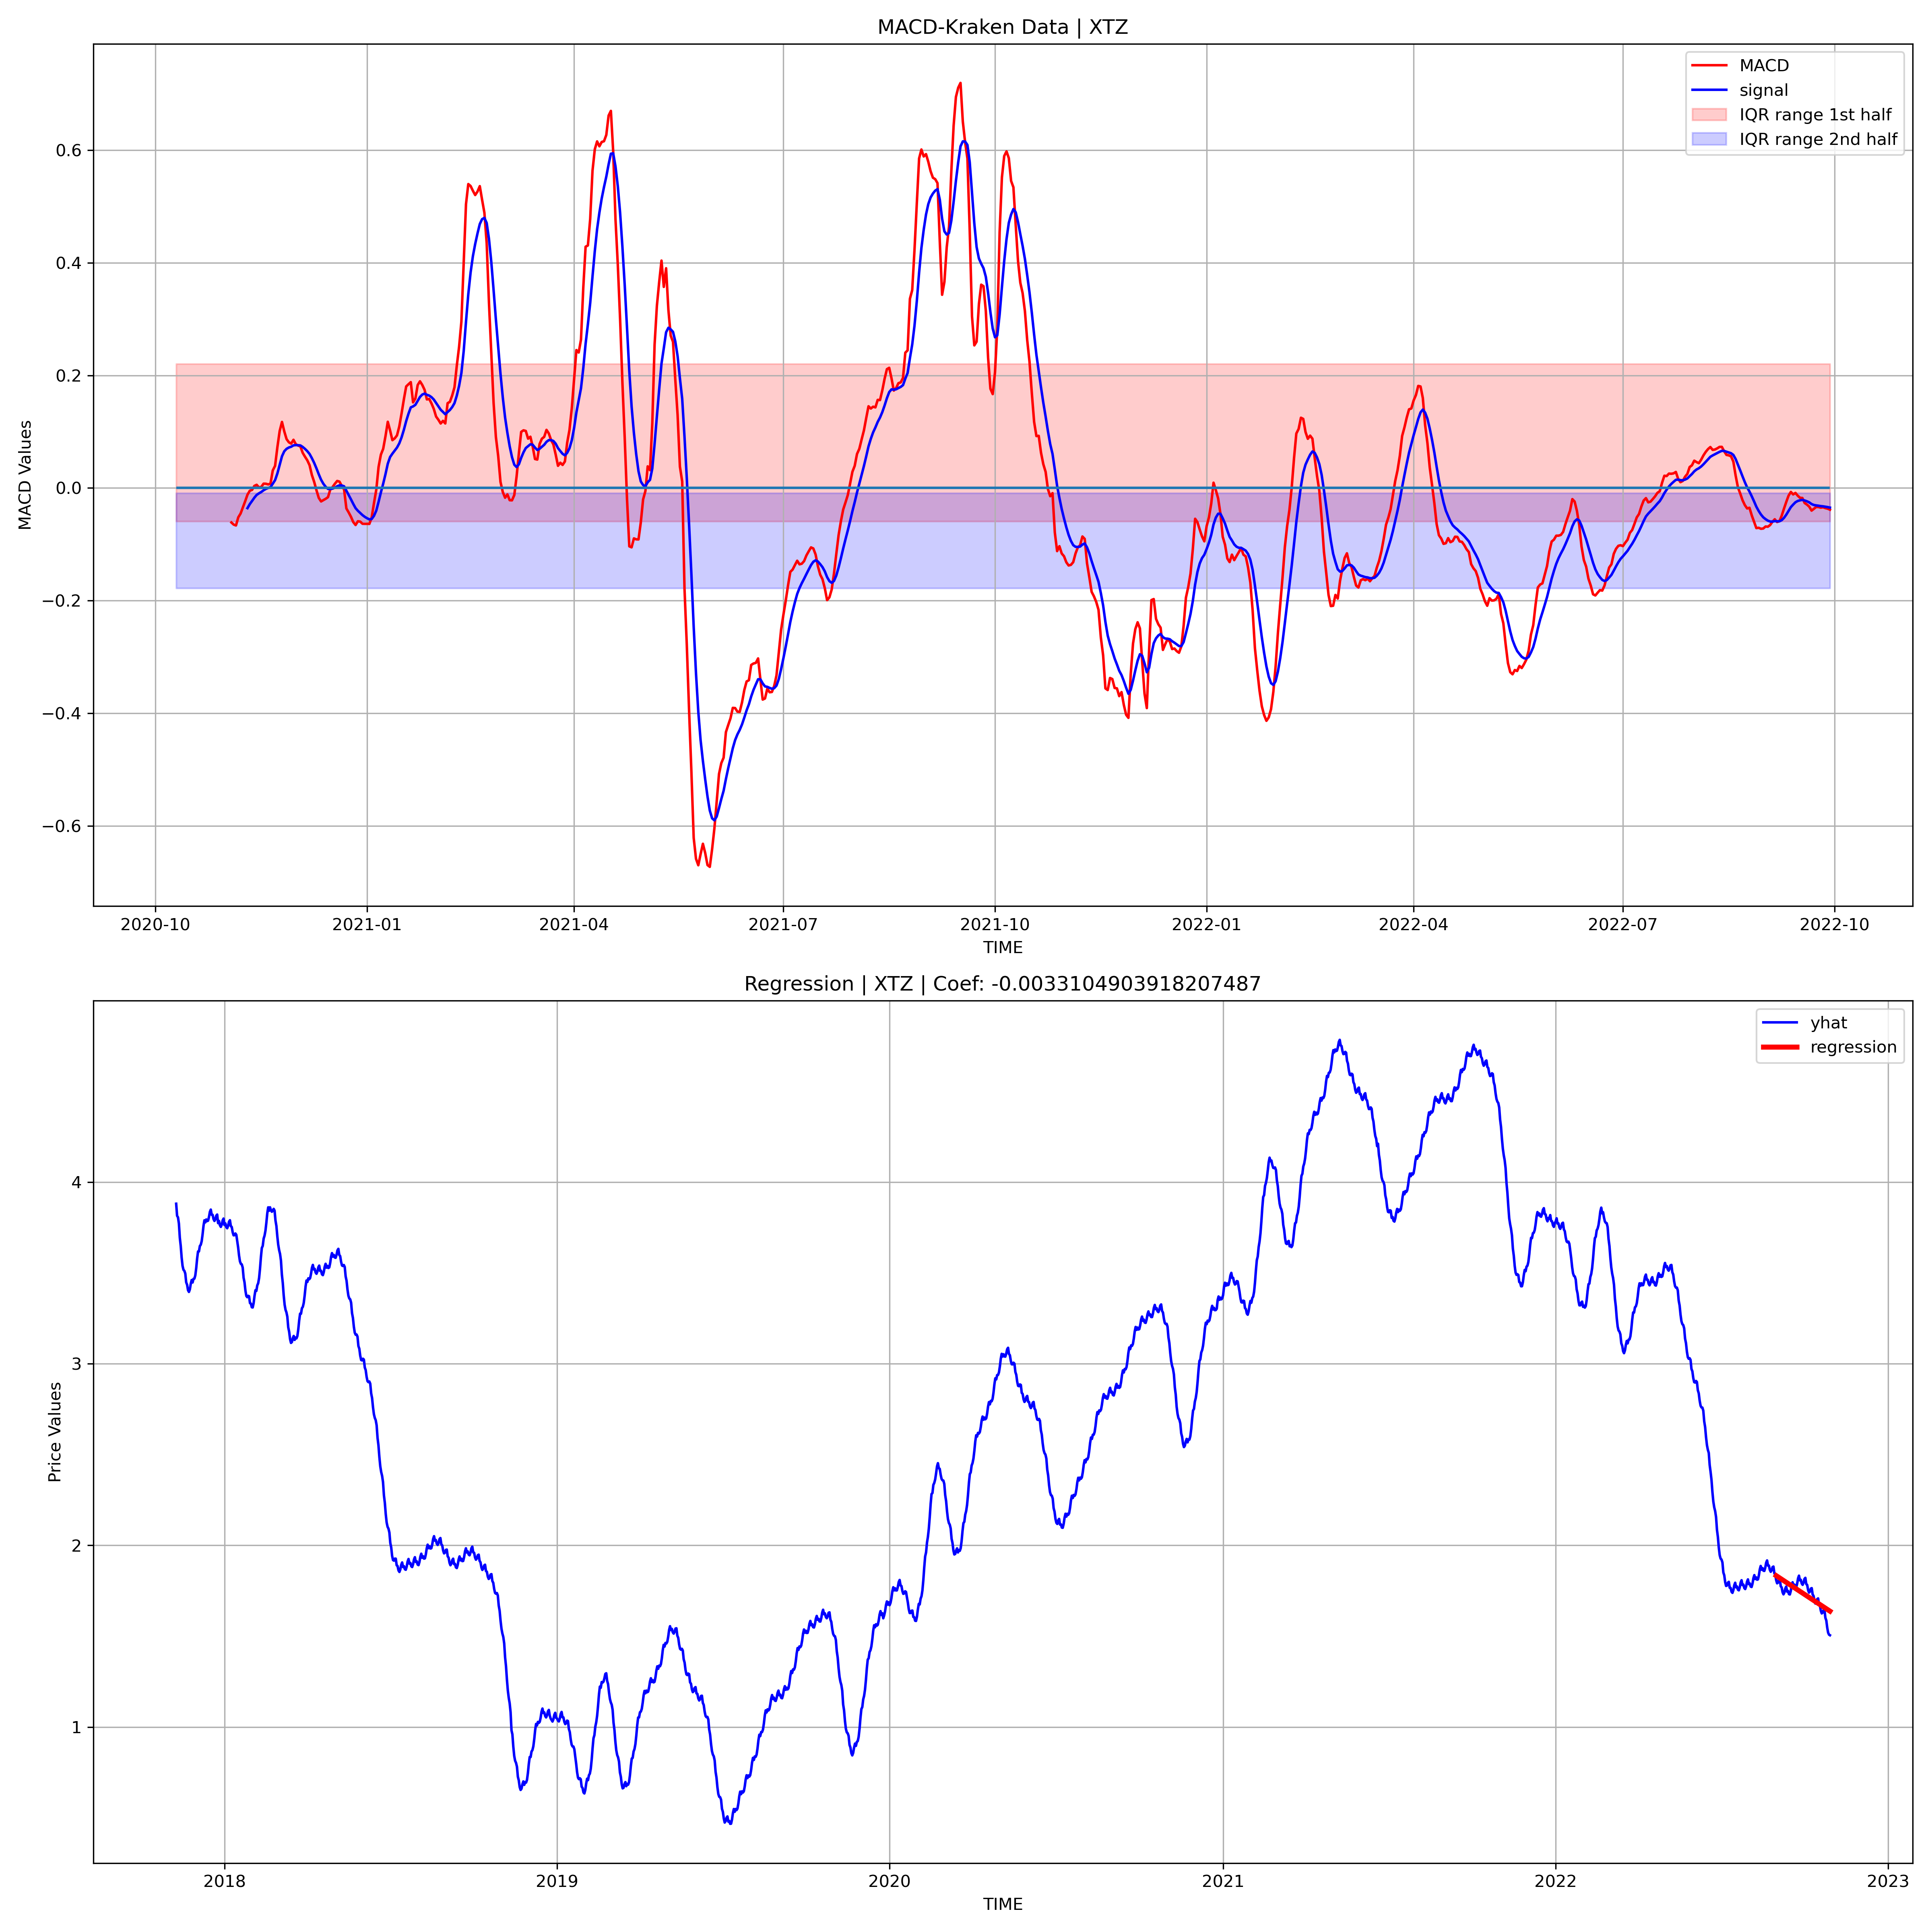 MACD-Kraken Data | XTZ
MACD
signal
IQR range 1st half
IQR range 2nd half
MACD Values
0.6
0.4
0.2
0.0
−0.2
−0.4
−0.6
2020-10 2021-01 2021-04 2021-07 2021-10 2022-01 2022-04 2022-07 2022-10
TIME
Regression | XTZ | Coef: -0.0033104903918207487
yhat
regression
Price Values
4
3
2
1
2018 2019 2020 2021 2022 2023
TIME